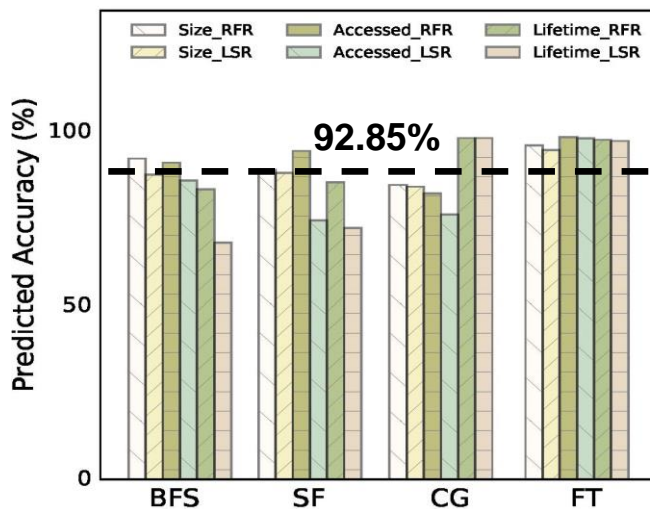 Size_RFR Accessed_RFR Lifetime_RFR
Size_LSR Accessed_LSR Lifetime_LSR
Predicted Accuracy (%)
100
92.85%
50
0
BFS SF CG FT